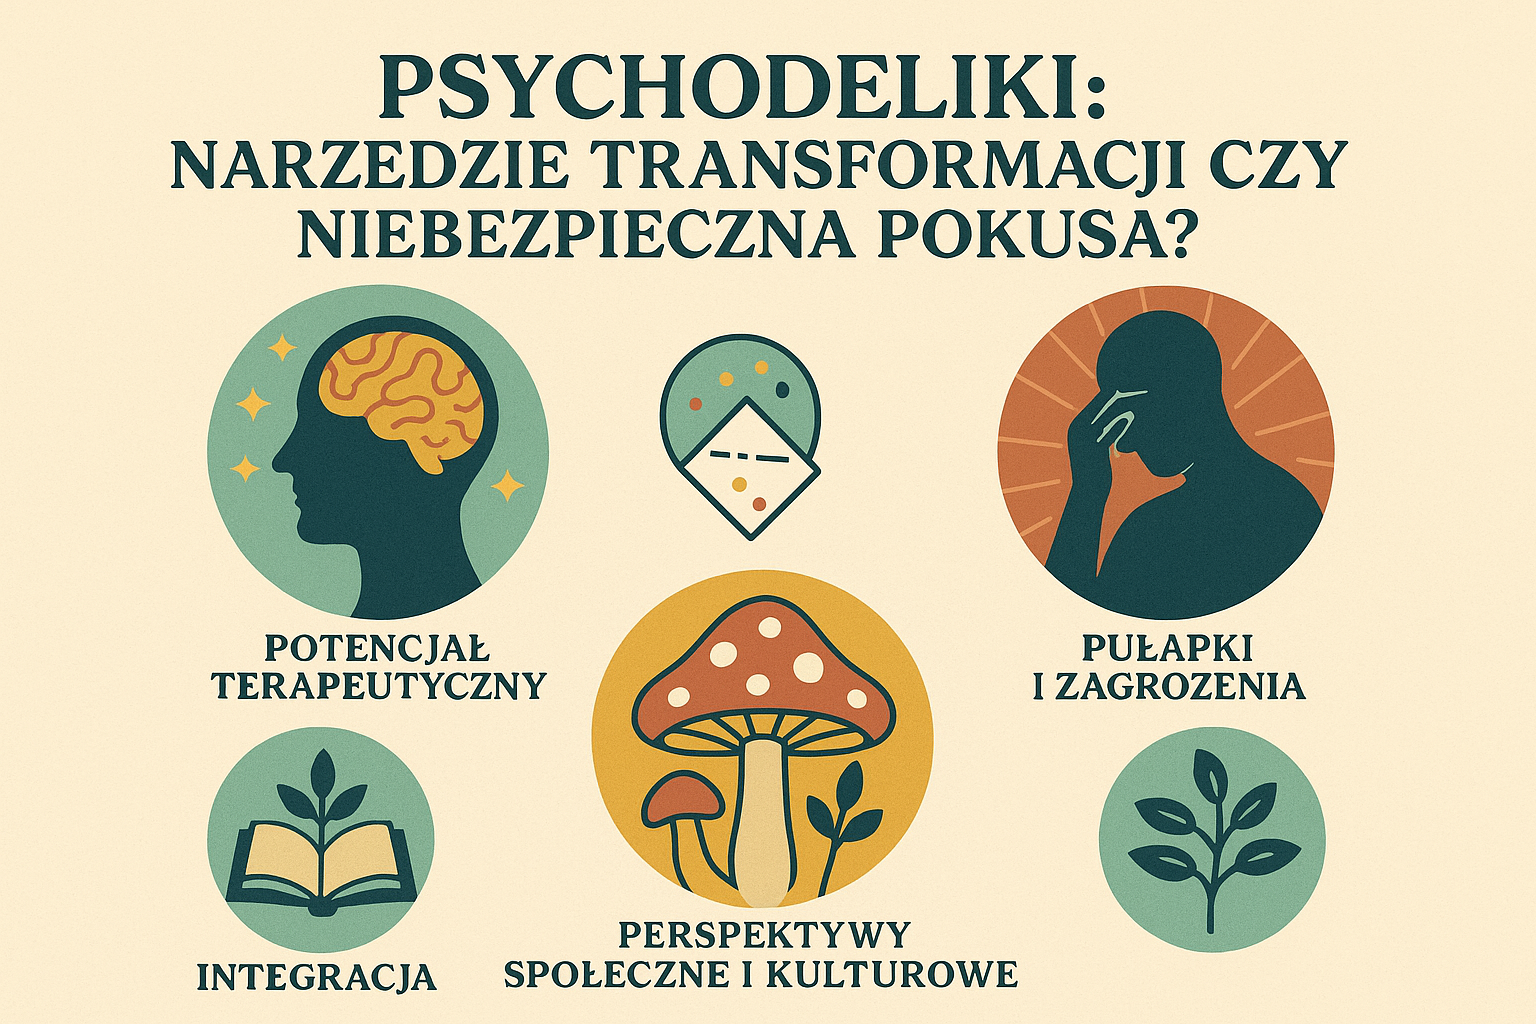 PSYCHODELIKI:
NARZEDZIE TRANSFORMACJI CZY
NIEBEZPIECZNA POKUSA?
POTENCJAŁ
TERAPEUTYCZNY
PUŁAPKI
I ZAGROZENIA
INTEGRACJA
PERSPEKTYWY
SPOŁECZNE I KULTUROWE